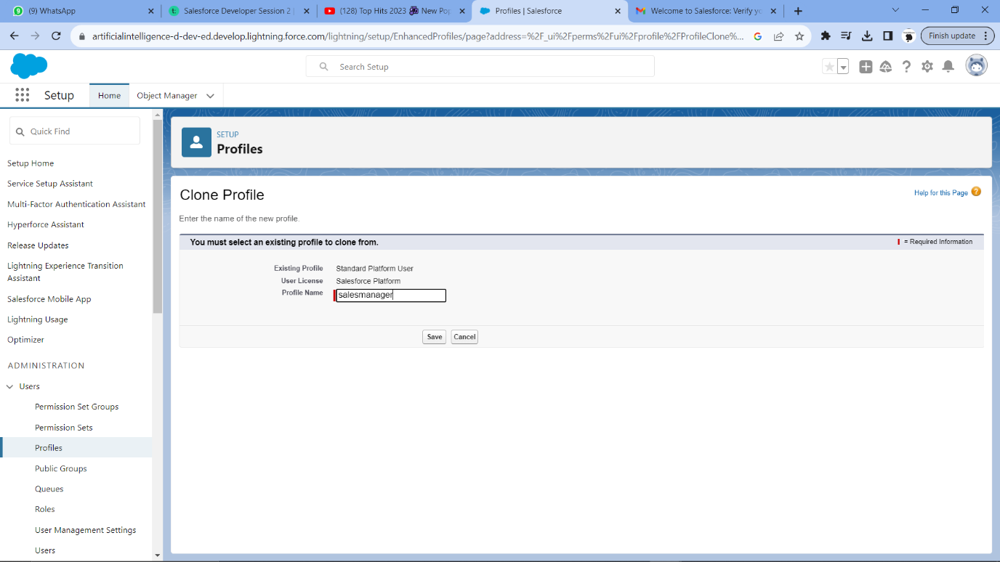 (9) WhatsApp
Salesforce Developer Session 2 |
(128) Top Hits 2023 New Pop
Profiles | Salesforce
Welcome to Salesforce: Verify yo
artificialintelligence-d-dev-ed.develop.lightning.force.com/lightning/setup/EnhancedProfiles/page?address=%2F_ui%2Fperms%2Fui%2Fprofile%2FProfileClone%...
Finish update
Search Setup
Setup
Home
Object Manager
Quick Find
Setup Home
Service Setup Assistant
Multi-Factor Authentication Assistant
Hyperforce Assistant
Release Updates
Lightning Experience Transition
Assistant
Salesforce Mobile App
Lightning Usage
Optimizer
ADMINISTRATION
Users
Permission Set Groups
Permission Sets
Profiles
Public Groups
Queues
Roles
User Management Settings
Users
SETUP
Profiles
Clone Profile
Help for this Page
Enter the name of the new profile.
You must select an existing profile to clone from.
= Required Information
Existing Profile Standard Platform User
User License Salesforce Platform
Profile Name salesmanager
Save
Cancel